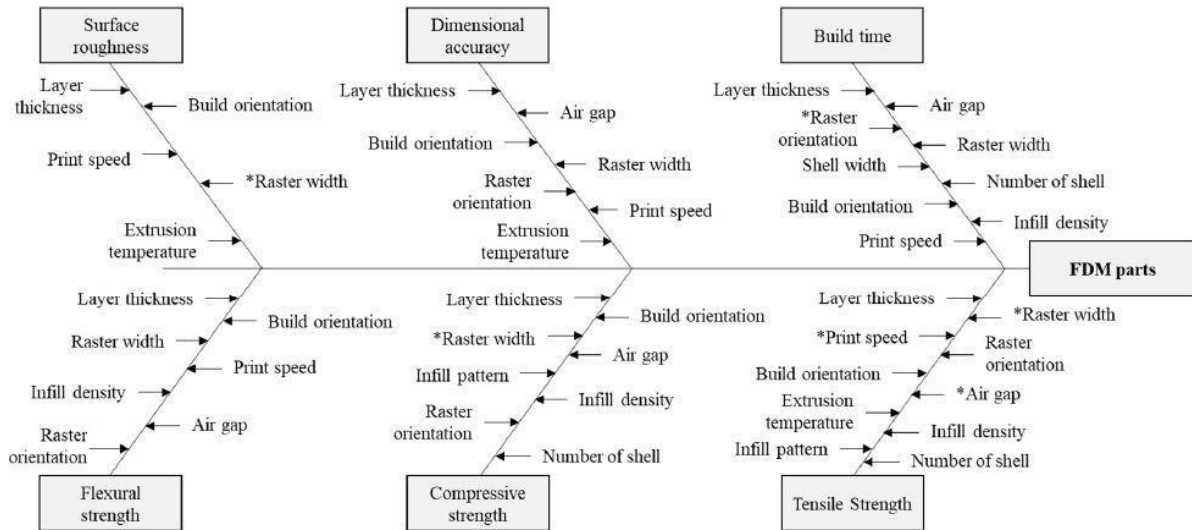 Surface
roughness
Dimensional
accuracy
Build time
Layer
thickness
Build orientation
Print speed
*Raster width
Extrusion
temperature
Layer thickness
Air gap
Build orientation
Raster width
Raster
orientation
Print speed
Extrusion
temperature
Layer thickness
Air gap
*Raster
orientation
Raster width
Shell width
Number of shell
Build orientation
Infill density
Print speed
FDM parts
Layer thickness
Build orientation
Raster width
Print speed
Infill density
Air gap
Raster
orientation
Flexural
strength
Layer thickness
Build orientation
*Raster width
Air gap
Infill pattern
Infill density
Raster
orientation
Number of shell
Compressive
strength
Layer thickness
*Raster width
*Print speed
Raster
orientation
Build orientation
*Air gap
Extrusion
temperature
Infill density
Infill pattern
Number of shell
Tensile Strength